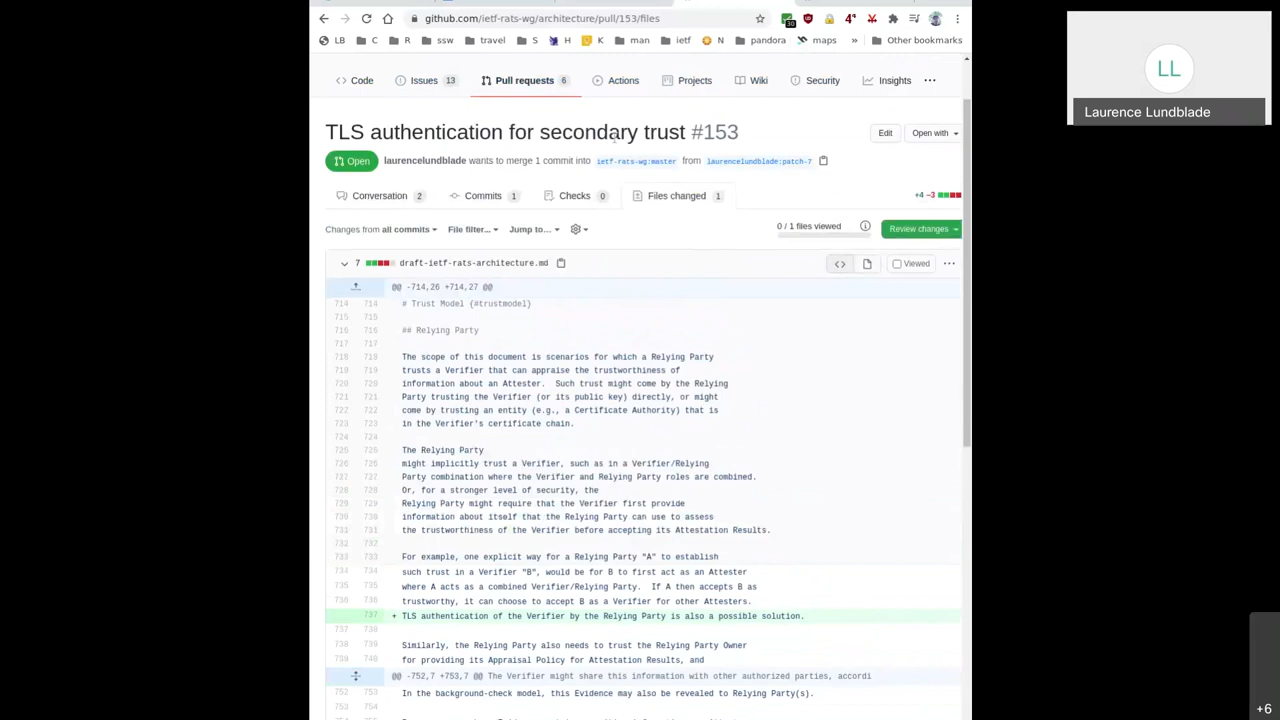 github.com/ietf-rats-wg/architecture/pull/153/files
30
4⁴
LB
C
R
ssw
travel
S
H
K
man
ietf
N
pandora
maps
»
Other bookmarks
Code
Issues 13
Pull requests 6
Actions
Projects
Wiki
Security
Insights
TLS authentication for secondary trust #153
Edit
Open with
Open
laurencelundblade wants to merge 1 commit into ietf-rats-wg:master from laurencelundblade:patch-7
Conversation 2
Commits 1
Checks 0
Files changed 1
+4 −3
Changes from all commits
File filter...
Jump to...
0 / 1 files viewed
Review changes
7 draft-ietf-rats-architecture.md
Viewed
@@ -714,26 +714,27 @@
714 714 # Trust Model {#trustmodel}
715 715
716 716 ## Relying Party
717 717
718 718 The scope of this document is scenarios for which a Relying Party
719 719 trusts a Verifier that can appraise the trustworthiness of
720 720 information about an Attester. Such trust might come by the Relying
721 721 Party trusting the Verifier (or its public key) directly, or might
722 722 come by trusting an entity (e.g., a Certificate Authority) that is
723 723 in the Verifier's certificate chain.
724 724
725 725 The Relying Party
726 726 might implicitly trust a Verifier, such as in a Verifier/Relying
727 727 Party combination where the Verifier and Relying Party roles are combined.
728 728 Or, for a stronger level of security, the
729 729 Relying Party might require that the Verifier first provide
730 730 information about itself that the Relying Party can use to assess
731 731 the trustworthiness of the Verifier before accepting its Attestation Results.
732 732
733 733 For example, one explicit way for a Relying Party "A" to establish
734 734 such trust in a Verifier "B", would be for B to first act as an Attester
735 735 where A acts as a combined Verifier/Relying Party. If A then accepts B as
736 736 trustworthy, it can choose to accept B as a Verifier for other Attesters.
737 + TLS authentication of the Verifier by the Relying Party is also a possible solution.
737 738
738 739 Similarly, the Relying Party also needs to trust the Relying Party Owner
739 740 for providing its Appraisal Policy for Attestation Results, and
@@ -752,7 +753,7 @@ The Verifier might share this information with other authorized parties, accordi
752 753 In the background-check model, this Evidence may also be revealed to Relying Party(s).
753 754
LL
Laurence Lundblade
+6